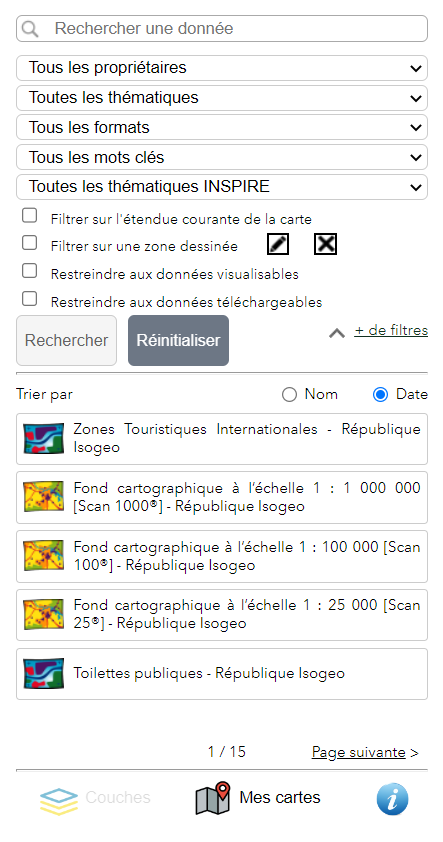 Rechercher une donnée
Tous les propriétaires
Toutes les thématiques
Tous les formats
Tous les mots clés
Toutes les thématiques INSPIRE
Filtrer sur l'étendue courante de la carte
Filtrer sur une zone dessinée
Restreindre aux données visualisables
Restreindre aux données téléchargeables
Rechercher Réinitialiser + de filtres
Trier par Nom Date
Zones Touristiques Internationales - République
Isogeo
Fond cartographique à l’échelle 1 : 1 000 000
[Scan 1000®] - République Isogeo
Fond cartographique à l’échelle 1 : 100 000 [Scan
100®] - République Isogeo
Fond cartographique à l’échelle 1 : 25 000 [Scan
25®] - République Isogeo
Toilettes publiques - République Isogeo
1 / 15 Page suivante >
Couches Mes cartes i